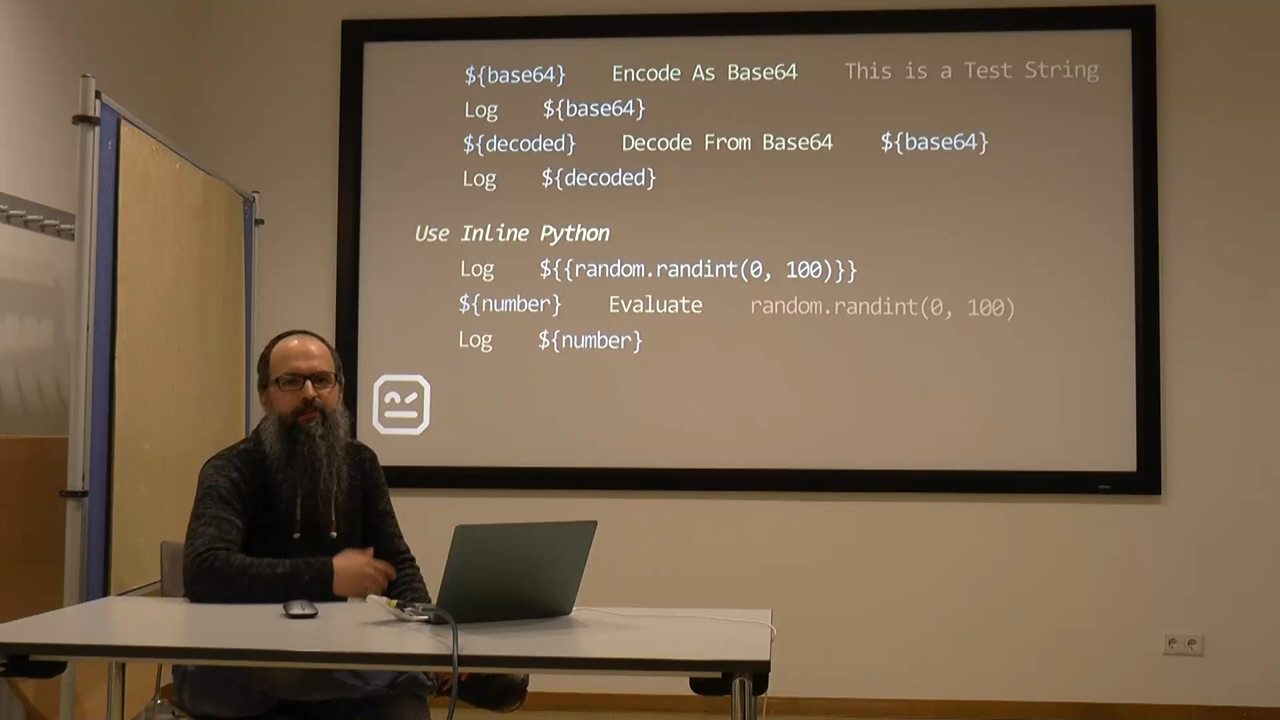 ${base64}    Encode As Base64    This is a Test String
Log    ${base64}
${decoded}    Decode From Base64    ${base64}
Log    ${decoded}
Use Inline Python
Log    ${{random.randint(0, 100)}}
${number}    Evaluate    random.randint(0, 100)
Log    ${number}